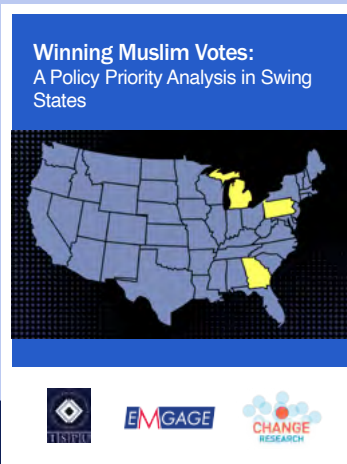 Winning Muslim Votes:
A Policy Priority Analysis in Swing
States
ISPU
EMGAGE
CHANGE
RESEARCH